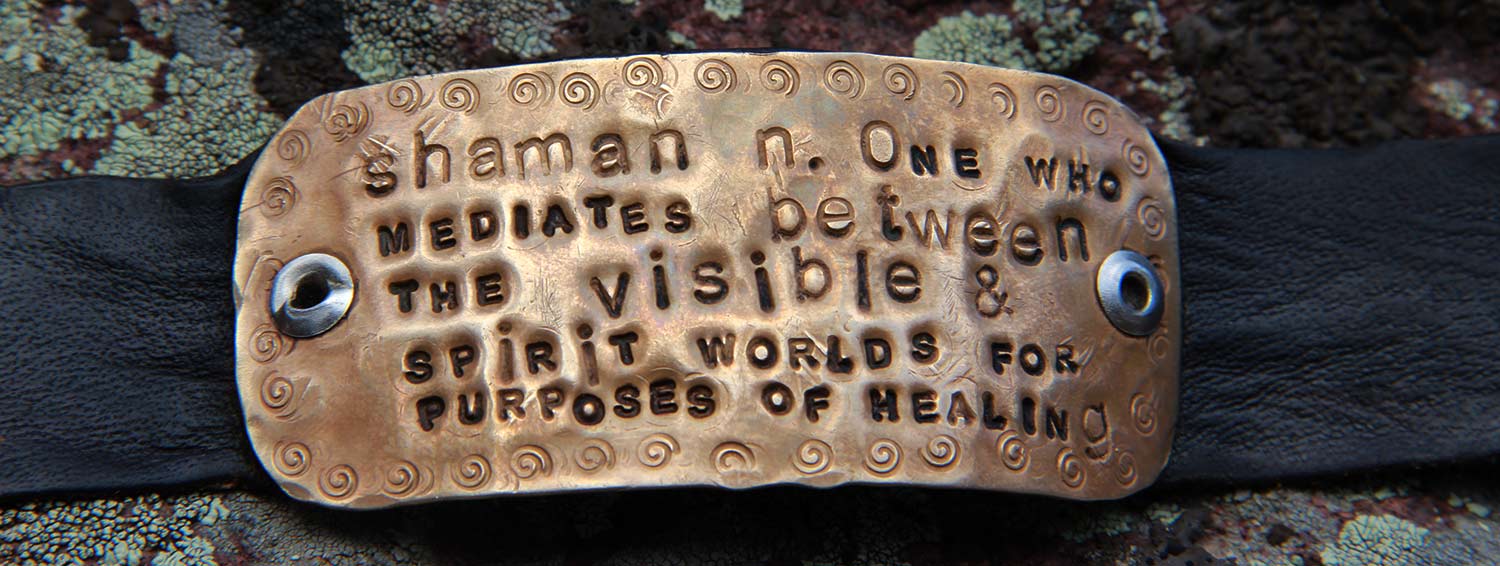 shaman n. ONE WHO
MEDIATES between
THE visible &
SPiRiT WORLDS FOR
PURPOSES OF HEALINg